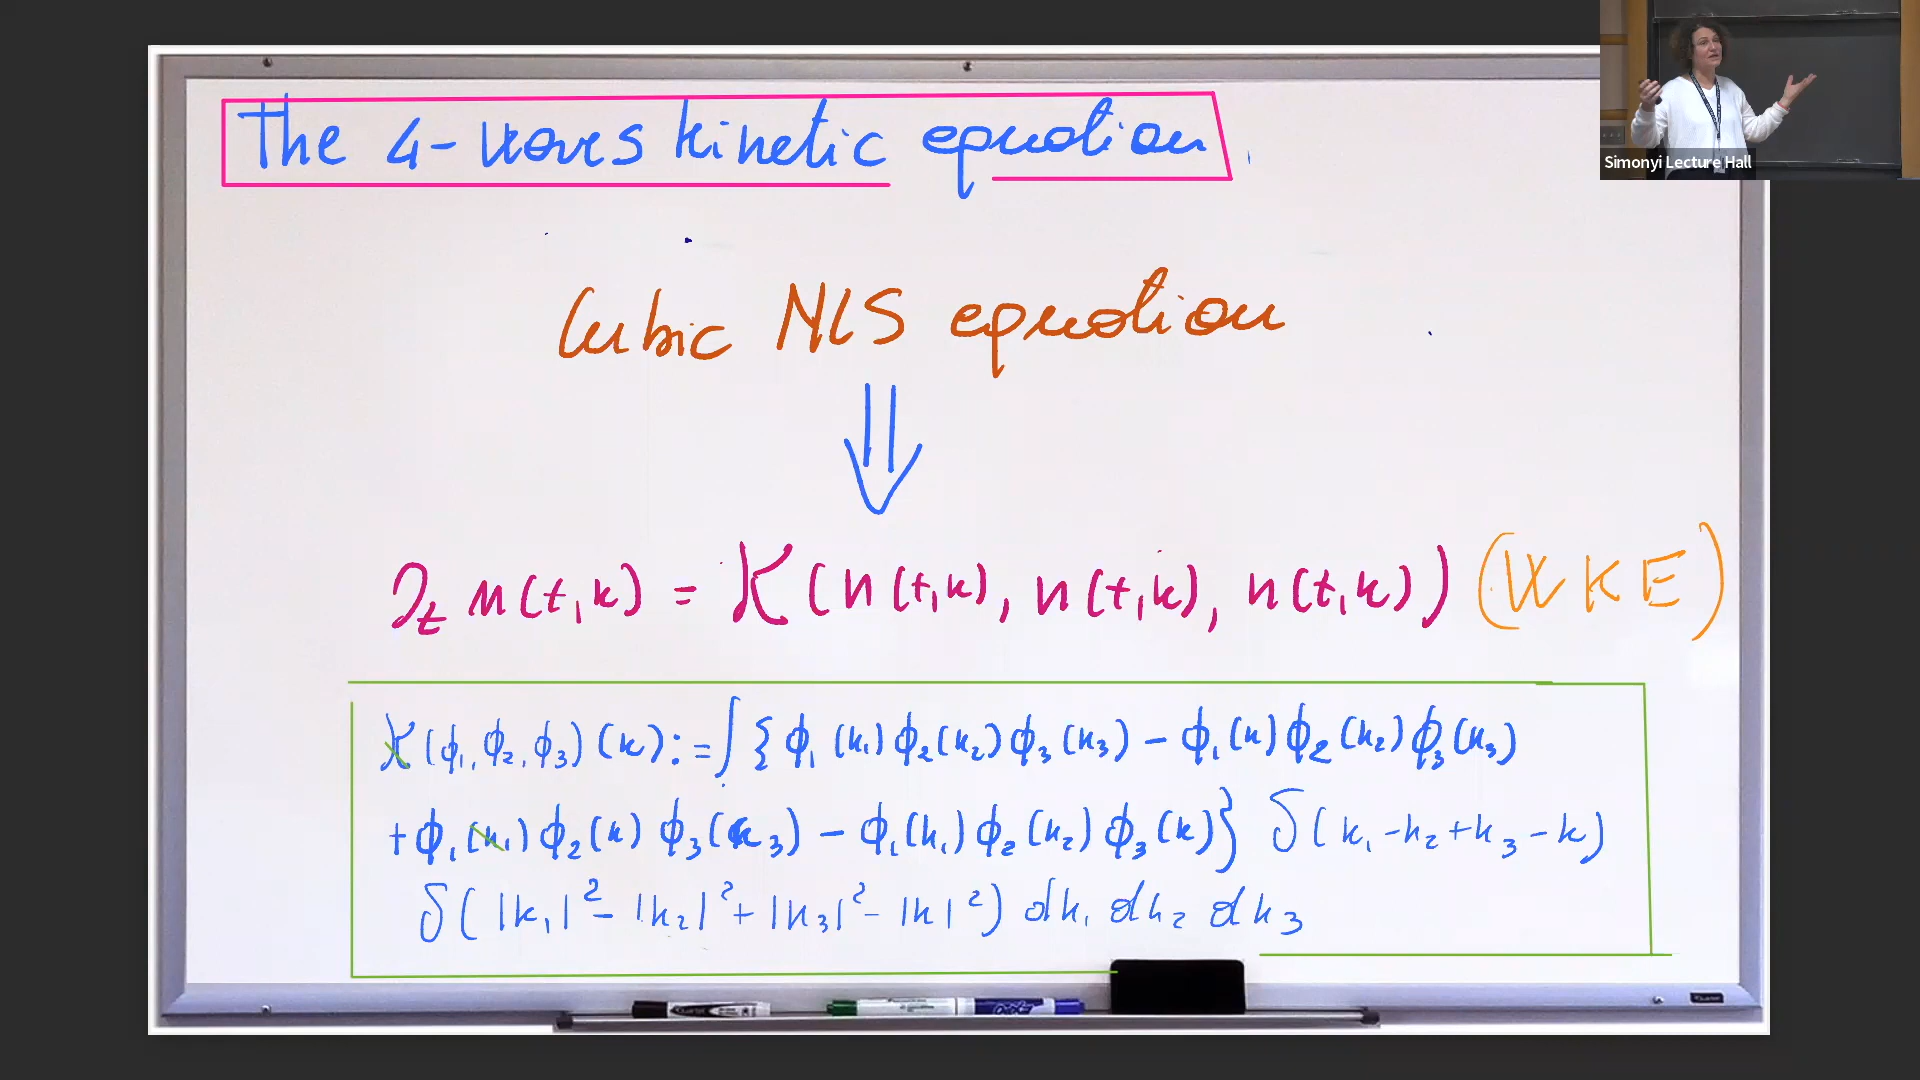 The 4-waves kinetic equation.
Simonyi Lecture Hall
Cubic NLS equation
⇓
∂ₜ n(t,k) = 𝒦(n(t,k), n(t,k), n(t,k)) (WKE)
𝒦(ϕ₁,ϕ₂,ϕ₃)(k) := ∫ { ϕ₁(k₁) ϕ₂(k₂) ϕ₃(k₃) − ϕ₁(k) ϕ₂(k₂) ϕ₃(k₃)
+ ϕ₁(k₁) ϕ₂(k) ϕ₃(k₃) − ϕ₁(k₁) ϕ₂(k₂) ϕ₃(k) } δ(k₁ − k₂ + k₃ − k)
δ(|k₁|² − |k₂|² + |k₃|² − |k|²) dk₁ dk₂ dk₃